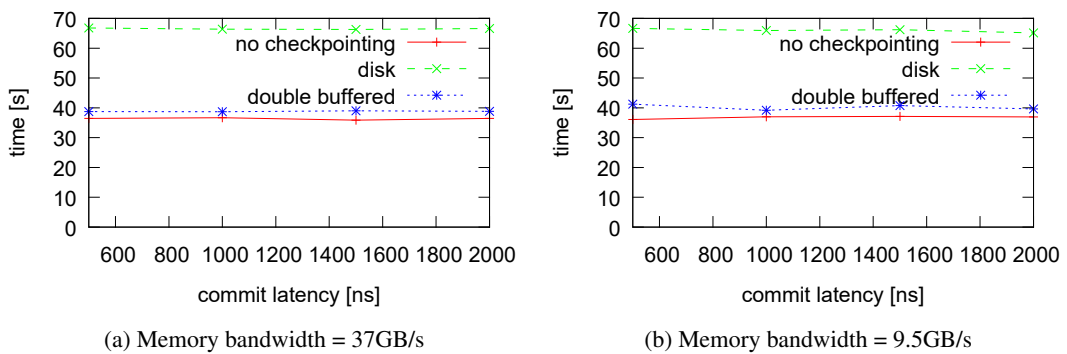 70
60
50
40
30
20
10
0
time [s]
no checkpointing
disk
double buffered
600 800 1000 1200 1400 1600 1800 2000
commit latency [ns]
(a) Memory bandwidth = 37GB/s
70
60
50
40
30
20
10
0
time [s]
no checkpointing
disk
double buffered
600 800 1000 1200 1400 1600 1800 2000
commit latency [ns]
(b) Memory bandwidth = 9.5GB/s